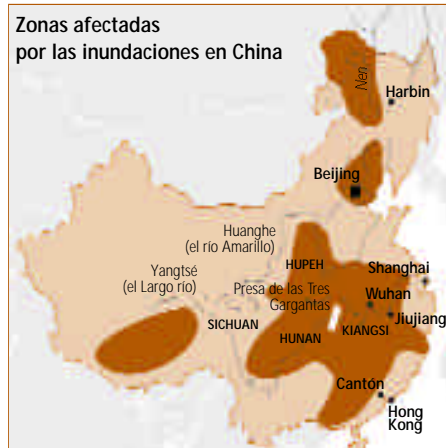 Zonas afectadas
por las inundaciones en China
Nen
Harbin
Beijing
Huanghe
(el río Amarillo)
HUPEH
Shanghai
Yangtsé
(el Largo río)
Presa de las Tres
Gargantas
Wuhan
SICHUAN
Jiujiang
KIANGSI
HUNAN
Cantón
Hong
Kong